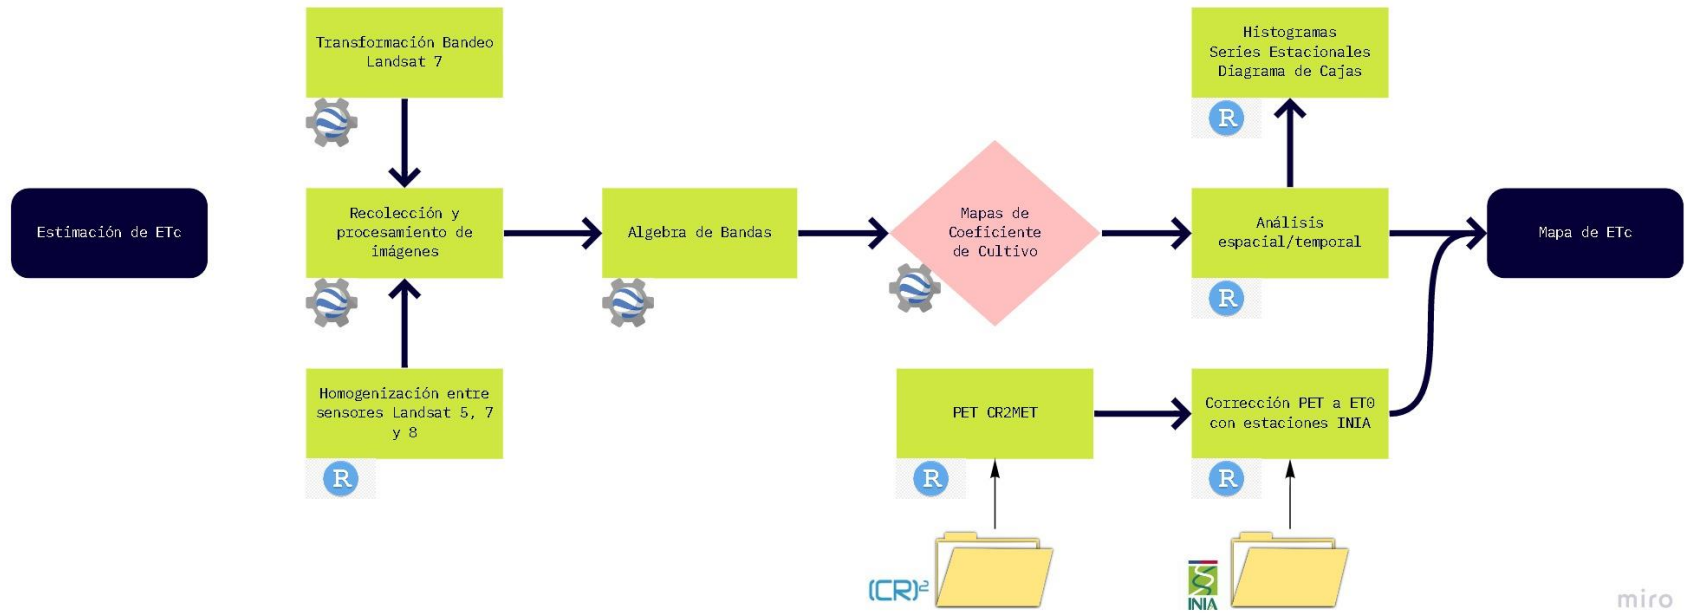 Transformación Bandeo
Landsat 7
Histogramas
Series Estacionales
Diagrama de Cajas
R
Estimación de ETc
Recolección y
procesamiento de
imágenes
Algebra de Bandas
Mapas de
Coeficiente
de Cultivo
Análisis
espacial/temporal
Mapa de ETc
R
Homogenización entre
sensores Landsat 5, 7
y 8
PET CR2MET
Corrección PET a ET0
con estaciones INIA
R
R
R
(CR)²
INIA
miro